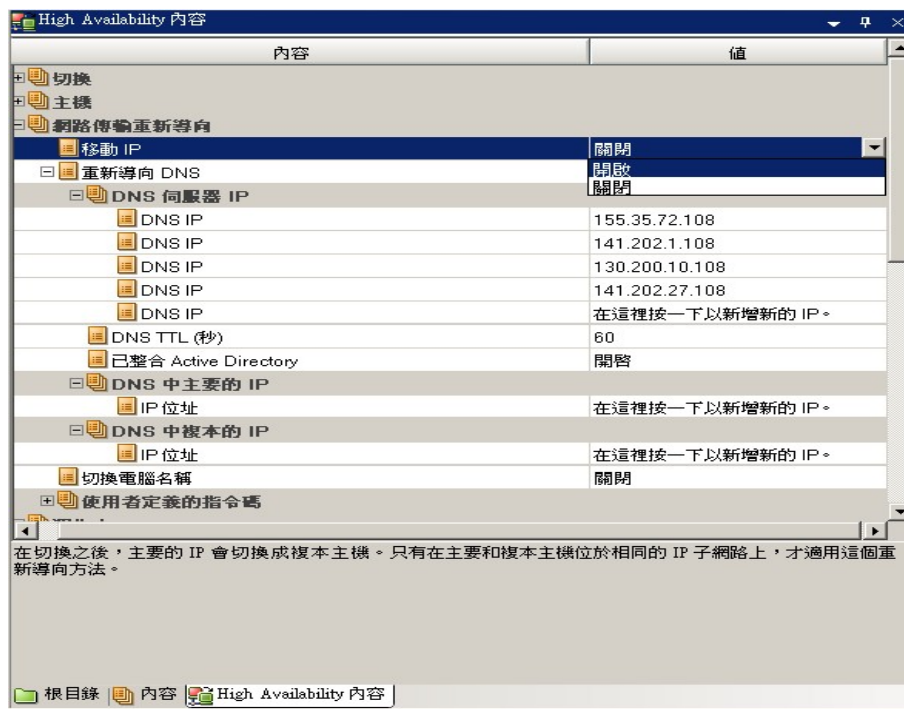 High Availability 內容
內容 值
切換
主機
網路傳輸重新導向
移動 IP 關閉
開啟
關閉
重新導向 DNS
DNS 伺服器 IP
DNS IP 155.35.72.108
DNS IP 141.202.1.108
DNS IP 130.200.10.108
DNS IP 141.202.27.108
DNS IP 在這裡按一下以新增新的 IP。
DNS TTL (秒) 60
已整合 Active Directory 開啓
DNS 中主要的 IP
IP 位址 在這裡按一下以新增新的 IP。
DNS 中複本的 IP
IP 位址 在這裡按一下以新增新的 IP。
切換電腦名稱 關閉
使用者定義的指令碼
在切換之後，主要的 IP 會切換成複本主機。只有在主要和複本主機位於相同的 IP 子網路上，才適用這個重
新導向方法。
根目錄 內容 High Availability 內容